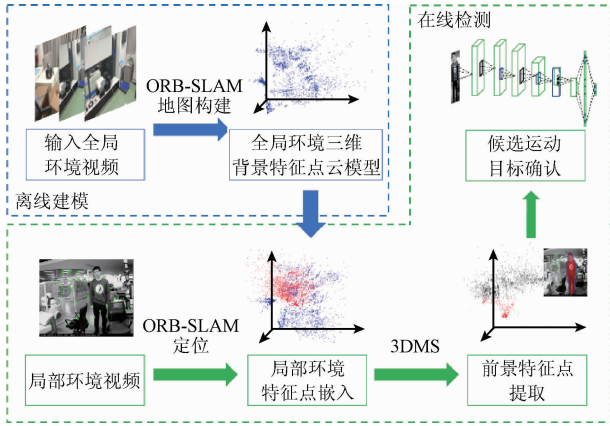 在线检测
ORB-SLAM
地图构建
输入全局
环境视频
全局环境三维
背景特征点云模型
候选运动
目标确认
离线建模
ORB-SLAM
定位
3DMS
局部环境视频
局部环境
特征点嵌入
前景特征点
提取